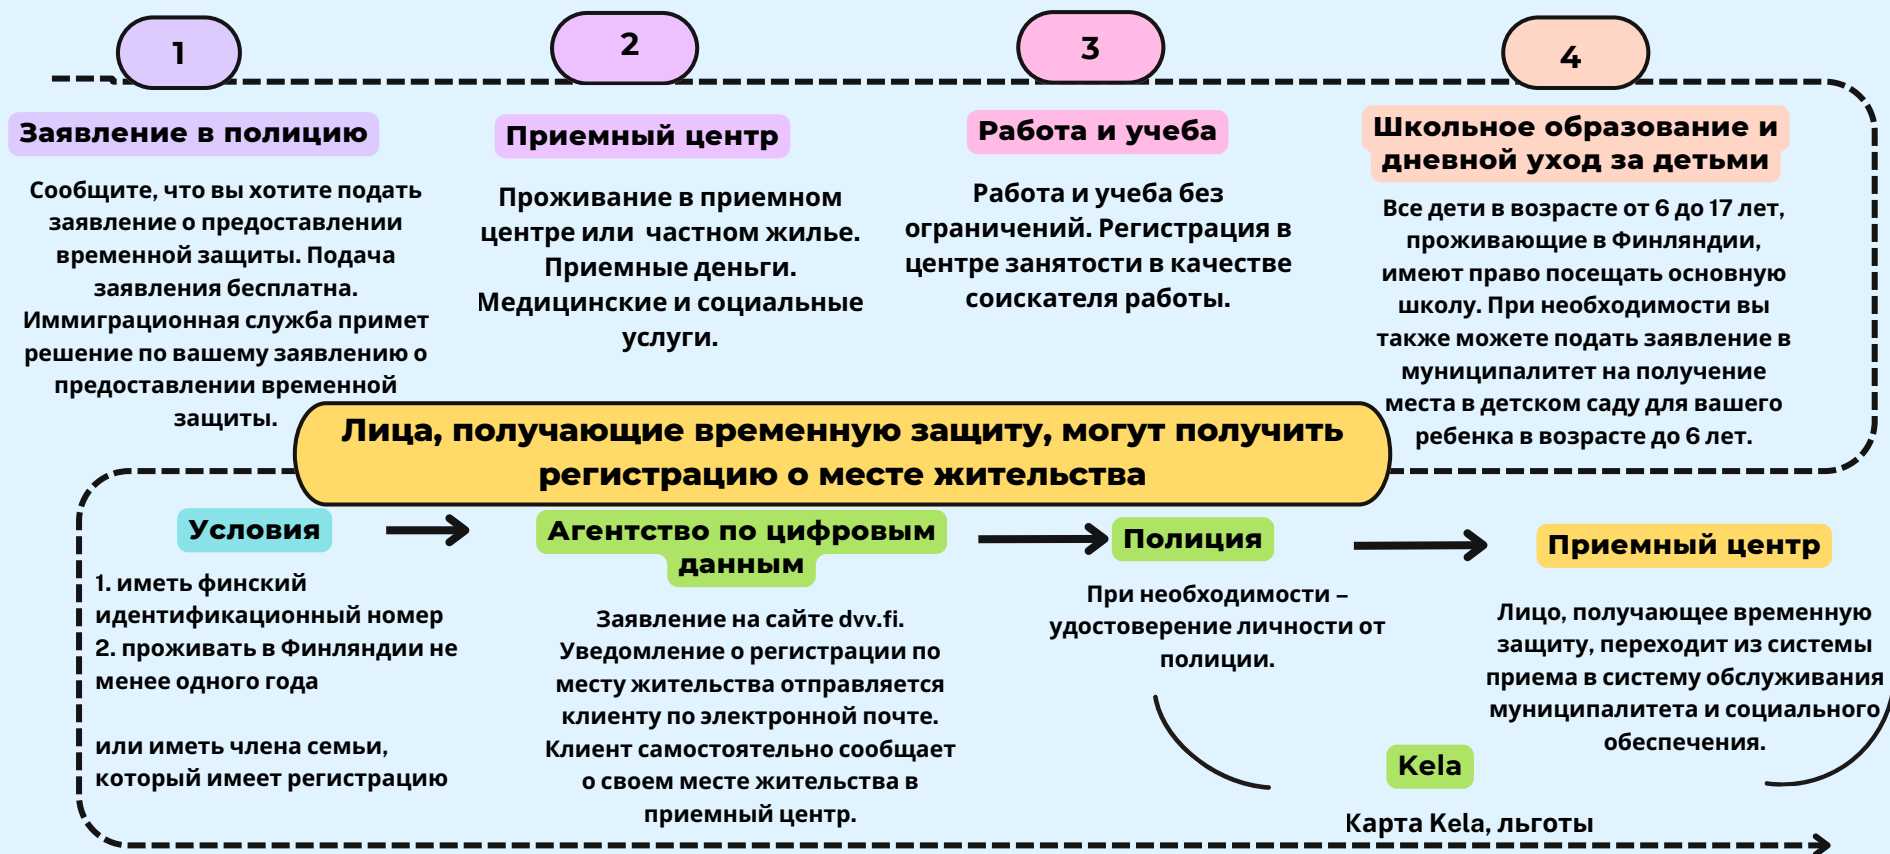 1
Заявление в полицию
Сообщите, что вы хотите подать
заявление о предоставлении
временной защиты. Подача
заявления бесплатна.
Иммиграционная служба примет
решение по вашему заявлению о
предоставлении временной
защиты.
2
Приемный центр
Проживание в приемном
центре или частном жилье.
Приемные деньги.
Медицинские и социальные
услуги.
3
Работа и учеба
Работа и учеба без
ограничений. Регистрация в
центре занятости в качестве
соискателя работы.
4
Школьное образование и
дневной уход за детьми
Все дети в возрасте от 6 до 17 лет,
проживающие в Финляндии,
имеют право посещать основную
школу. При необходимости вы
также можете подать заявление в
муниципалитет на получение
места в детском саду для вашего
ребенка в возрасте до 6 лет.
Лица, получающие временную защиту, могут получить
регистрацию о месте жительства
Условия
1. иметь финский
идентификационный номер
2. проживать в Финляндии не
менее одного года
или иметь члена семьи,
который имеет регистрацию
Агентство по цифровым
данным
Заявление на сайте dvv.fi.
Уведомление о регистрации по
месту жительства отправляется
клиенту по электронной почте.
Клиент самостоятельно сообщает
о своем месте жительства в
приемный центр.
Полиция
При необходимости –
удостоверение личности от
полиции.
Приемный центр
Лицо, получающее временную
защиту, переходит из системы
приема в систему обслуживания
муниципалитета и социального
обеспечения.
Kela
Карта Kela, льготы